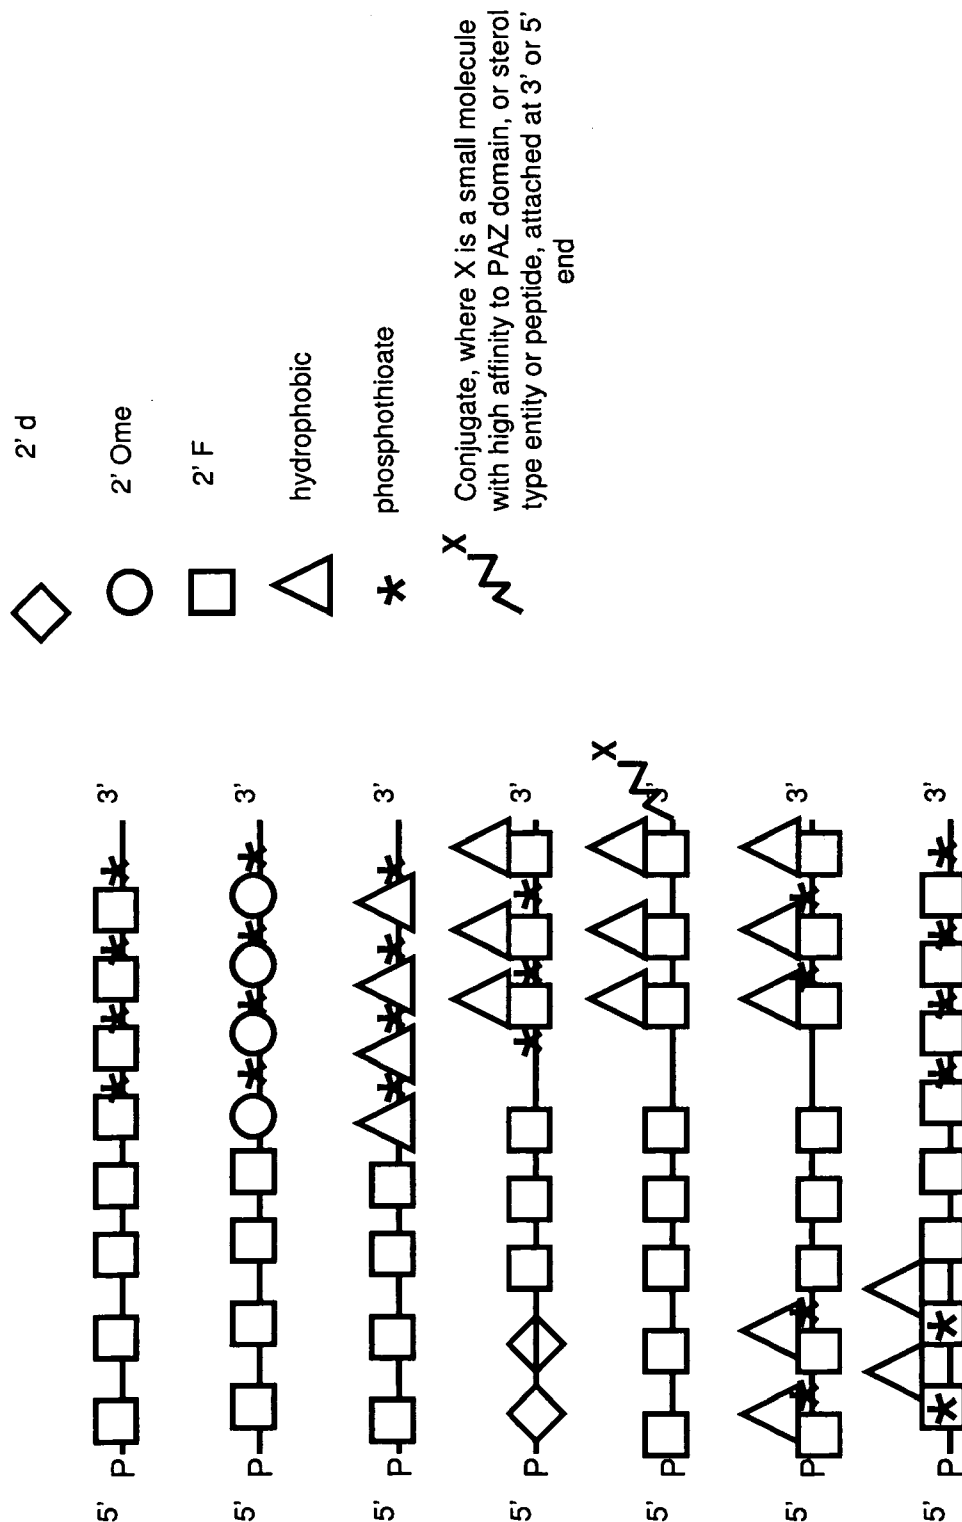 5' P 3'
5' P 3'
5' P 3'
5' P 3'
5' P 3' X
5' P 3'
5' P 3'
2' d
2' Ome
2' F
hydrophobic
phosphothioate
X
Conjugate, where X is a small molecule
with high affinity to PAZ domain, or sterol
type entity or peptide, attached at 3' or 5'
end